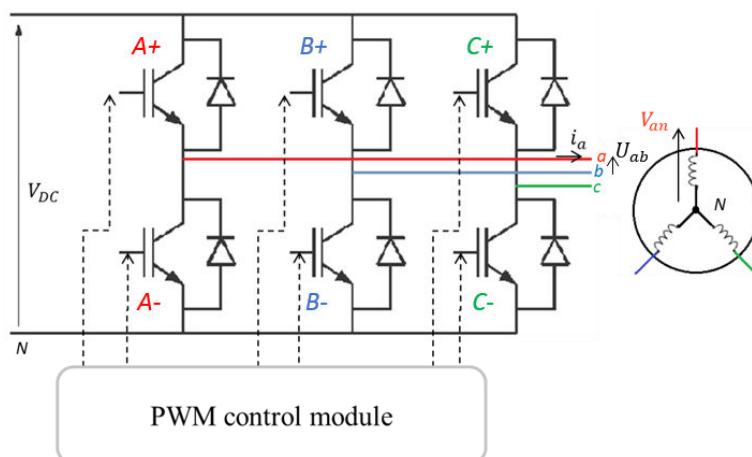 A+ B+ C+
V_DC
i_a a U_ab
b
c
V_an
N
A- B- C-
N
PWM control module